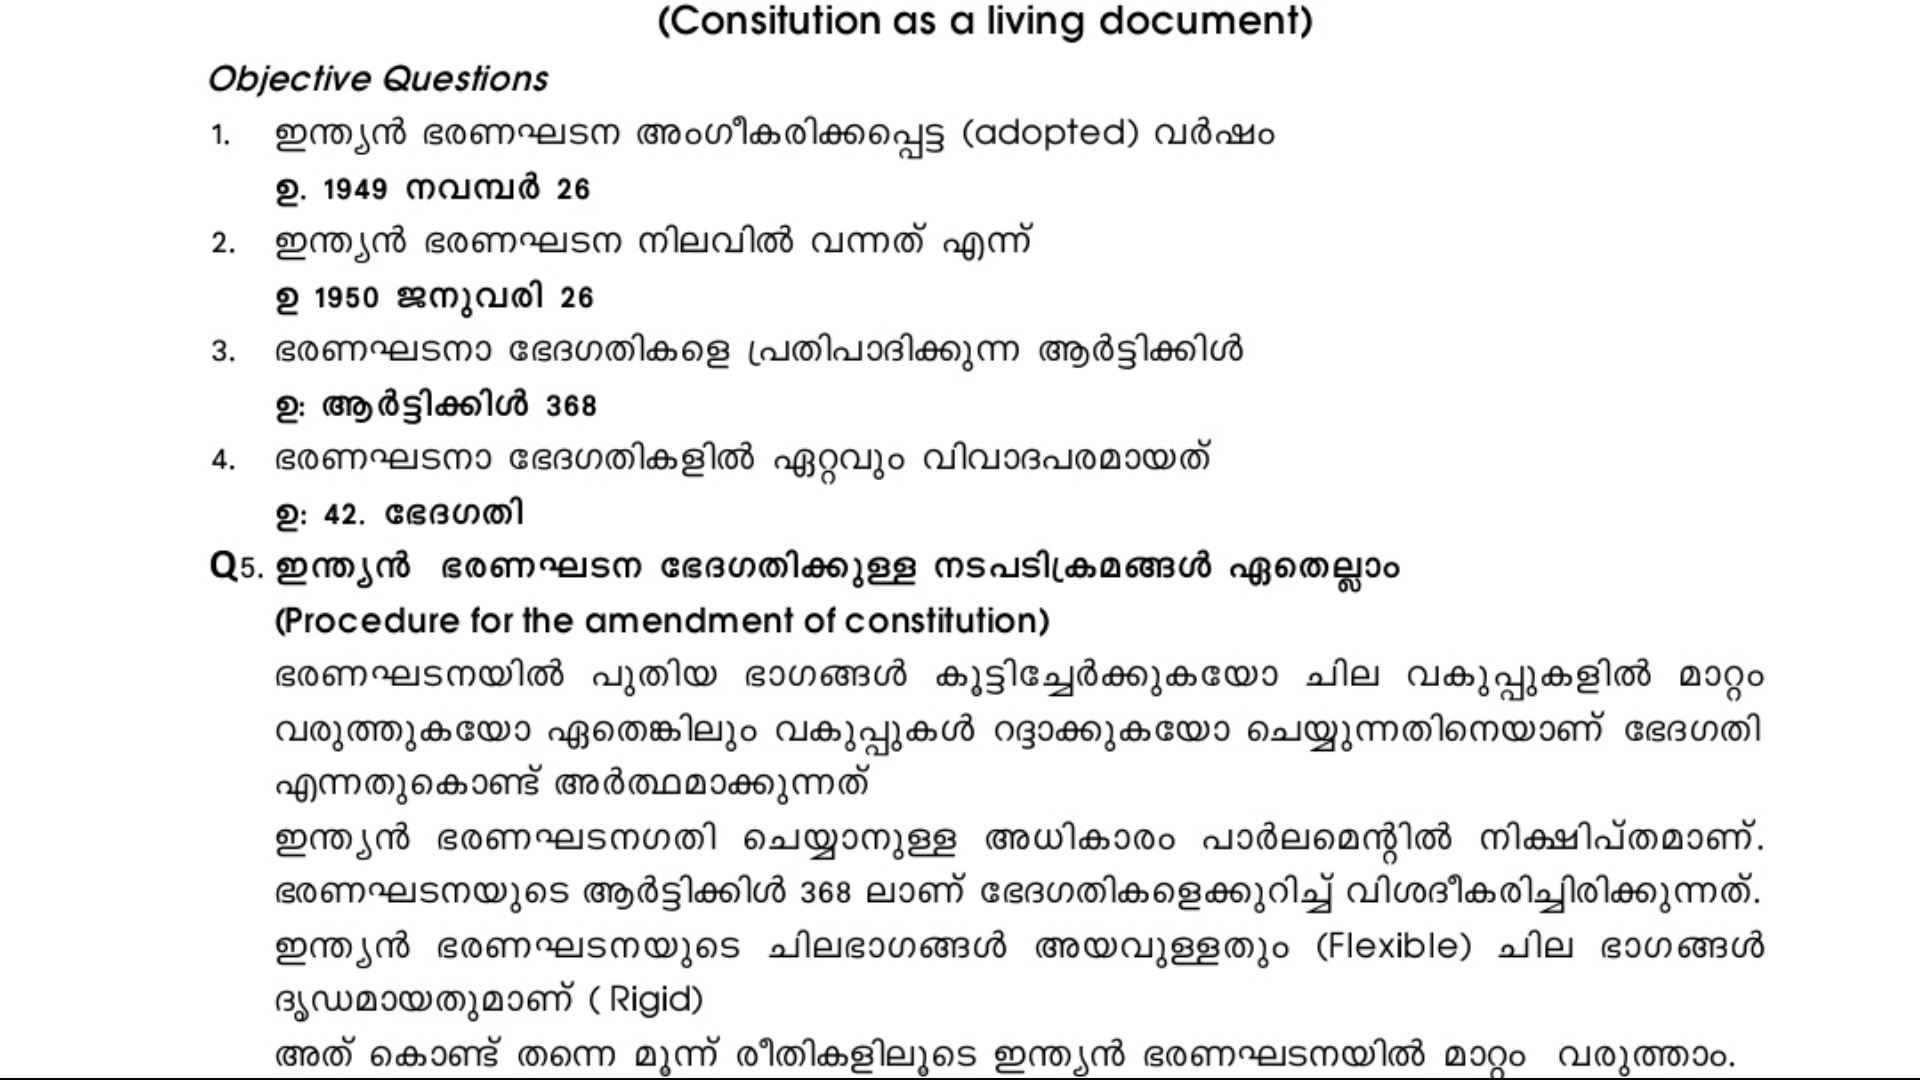 (Consitution as a living document)
Objective Questions
1. ഇന്ത്യൻ ഭരണഘടന അംഗീകരിക്കപ്പെട്ട (adopted) വർഷം
ഉ. 1949 നവമ്പർ 26
2. ഇന്ത്യൻ ഭരണഘടന നിലവിൽ വന്നത് എന്ന്
ഉ 1950 ജനുവരി 26
3. ഭരണഘടനാ ഭേദഗതികളെ പ്രതിപാദിക്കുന്ന ആർട്ടിക്കിൾ
ഉ: ആർട്ടിക്കിൾ 368
4. ഭരണഘടനാ ഭേദഗതികളിൽ ഏറ്റവും വിവാദപരമായത്
ഉ: 42. ഭേദഗതി
Q5. ഇന്ത്യൻ ഭരണഘടന ഭേദഗതിക്കുള്ള നടപടിക്രമങ്ങൾ ഏതെല്ലാം
(Procedure for the amendment of constitution)
ഭരണഘടനയിൽ പുതിയ ഭാഗങ്ങൾ കൂട്ടിച്ചേർക്കുകയോ ചില വകുപ്പുകളിൽ മാറ്റം
വരുത്തുകയോ ഏതെങ്കിലും വകുപ്പുകൾ റദ്ദാക്കുകയോ ചെയ്യുന്നതിനെയാണ് ഭേദഗതി
എന്നതുകൊണ്ട് അർത്ഥമാക്കുന്നത്
ഇന്ത്യൻ ഭരണഘടനഗതി ചെയ്യാനുള്ള അധികാരം പാർലമെന്റിൽ നിക്ഷിപ്തമാണ്.
ഭരണഘടനയുടെ ആർട്ടിക്കിൾ 368 ലാണ് ഭേദഗതികളെക്കുറിച്ച് വിശദീകരിച്ചിരിക്കുന്നത്.
ഇന്ത്യൻ ഭരണഘടനയുടെ ചിലഭാഗങ്ങൾ അയവുള്ളതും (Flexible) ചില ഭാഗങ്ങൾ
ദൃഡമായതുമാണ് ( Rigid)
അത് കൊണ്ട് തന്നെ മൂന്ന് രീതികളിലൂടെ ഇന്ത്യൻ ഭരണഘടനയിൽ മാറ്റം വരുത്താം.